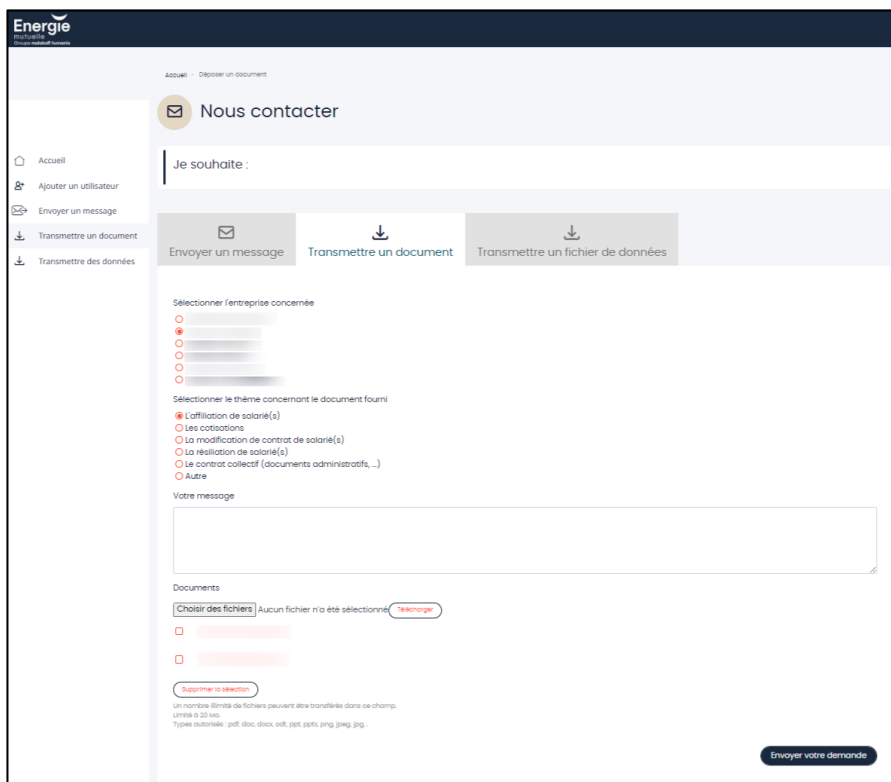 Energie
mutuelle
Groupe malakoff humanis
Accueil - Déposer un document
Nous contacter
Je souhaite :
Accueil
Ajouter un utilisateur
Envoyer un message
Transmettre un document
Transmettre des données
Envoyer un message
Transmettre un document
Transmettre un fichier de données
Sélectionner l'entreprise concernée
Sélectionner le thème concernant le document fourni
L'affiliation de salarié(s)
Les cotisations
La modification de contrat de salarié(s)
La résiliation de salarié(s)
Le contrat collectif (documents administratifs, ...)
Autre
Votre message
Documents
Choisir des fichiers Aucun fichier n'a été sélectionné Télécharger
Supprimer la sélection
Un nombre illimité de fichiers peuvent être transférés dans ce champ.
Limité à 20 Mo.
Types autorisés : pdf, doc, docx, odt, ppt, pptx, png, jpeg, jpg, .
Envoyer votre demande